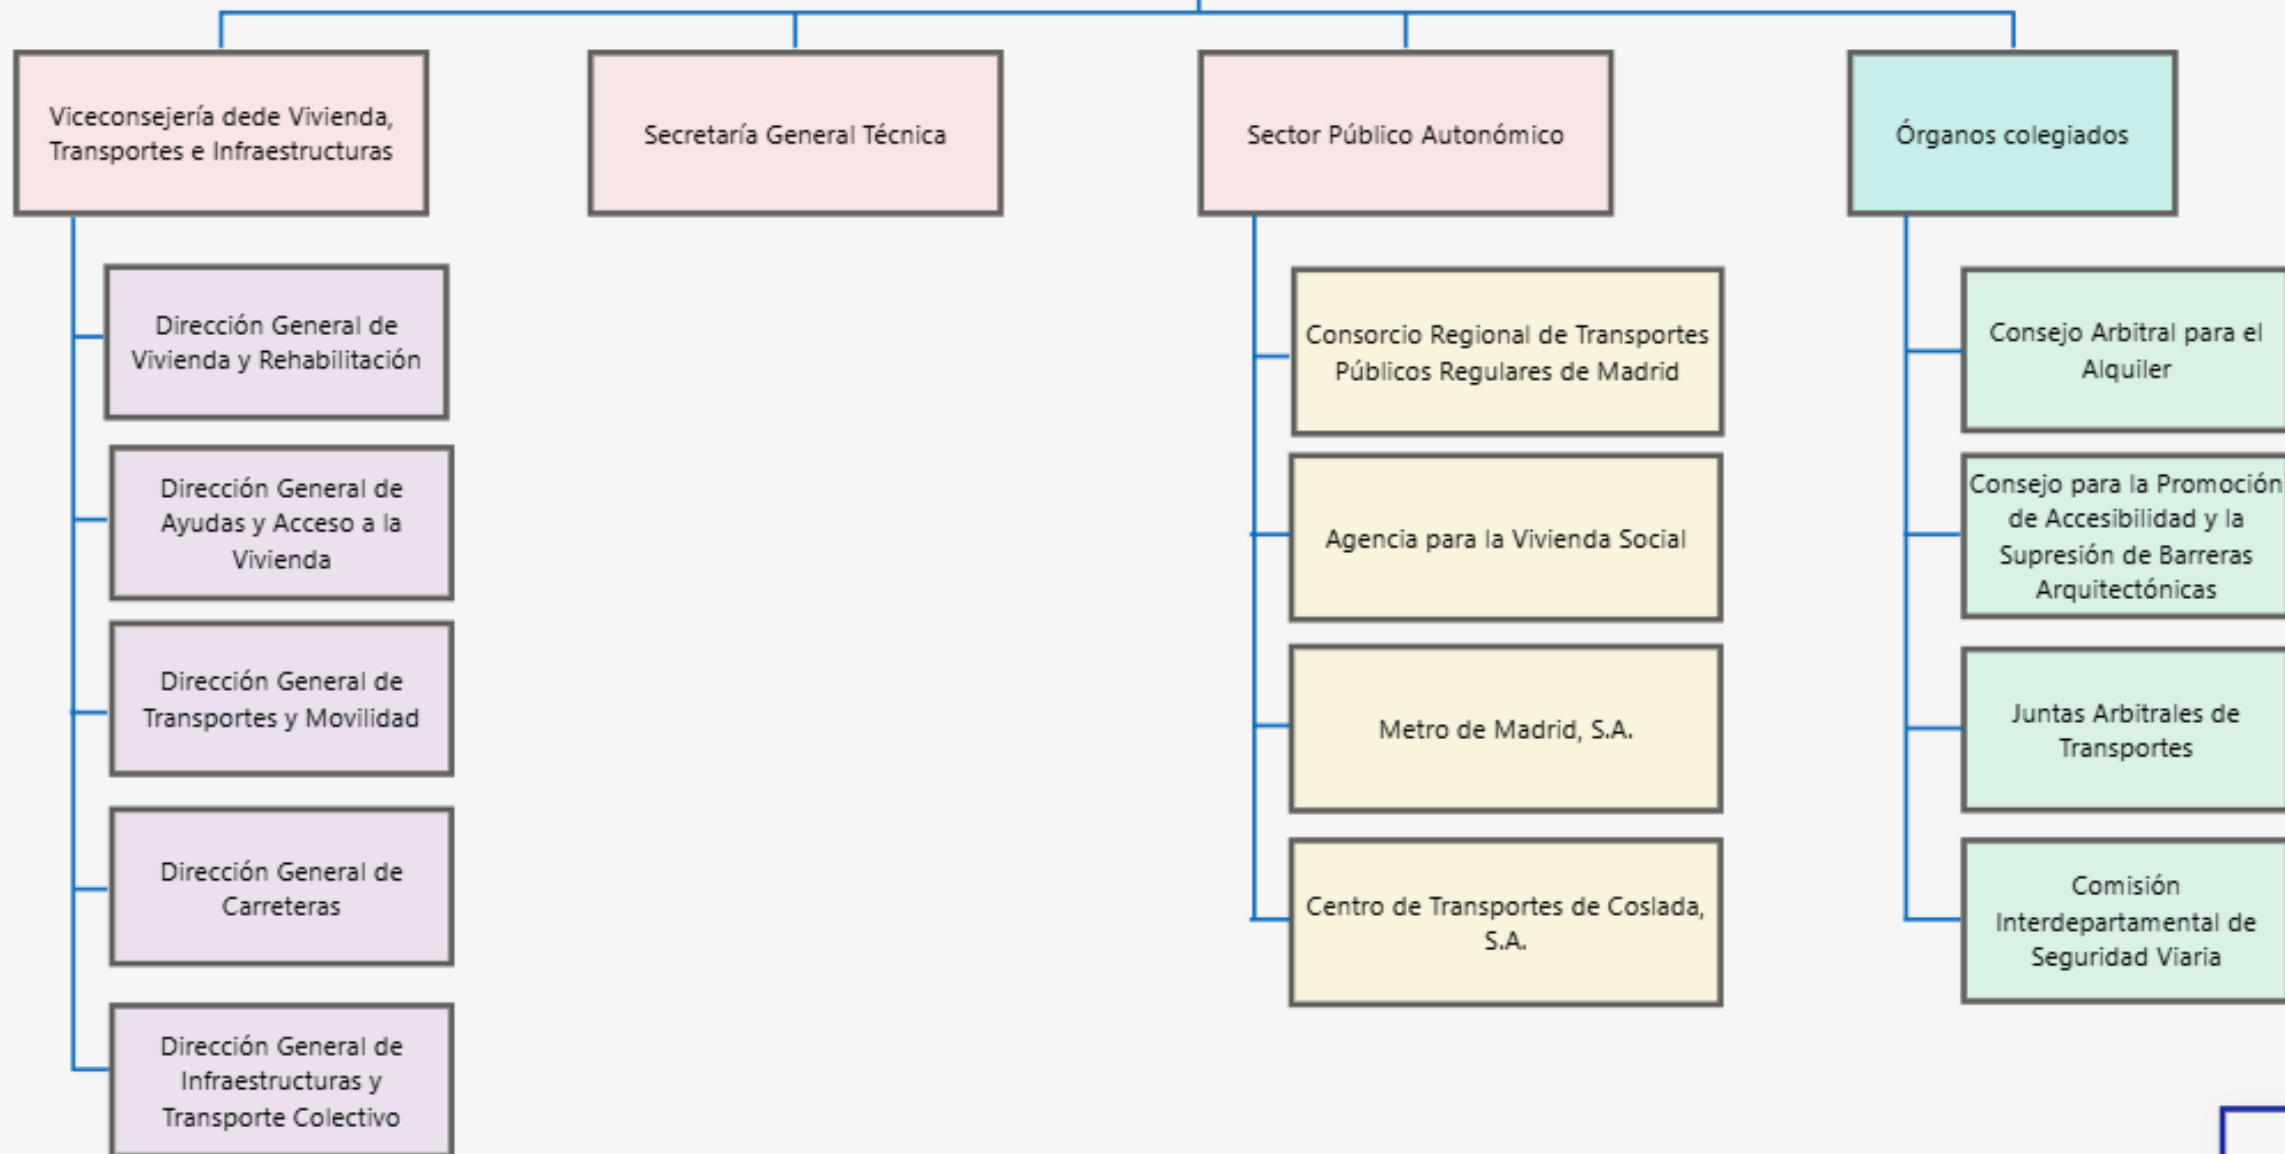 Viceconsejería dede Vivienda,
Transportes e Infraestructuras
Secretaría General Técnica
Sector Público Autonómico
Órganos colegiados
Dirección General de
Vivienda y Rehabilitación
Dirección General de
Ayudas y Acceso a la
Vivienda
Dirección General de
Transportes y Movilidad
Dirección General de
Carreteras
Dirección General de
Infraestructuras y
Transporte Colectivo
Consorcio Regional de Transportes
Públicos Regulares de Madrid
Agencia para la Vivienda Social
Metro de Madrid, S.A.
Centro de Transportes de Coslada,
S.A.
Consejo Arbitral para el
Alquiler
Consejo para la Promoción
de Accesibilidad y la
Supresión de Barreras
Arquitectónicas
Juntas Arbitrales de
Transportes
Comisión
Interdepartamental de
Seguridad Viaria